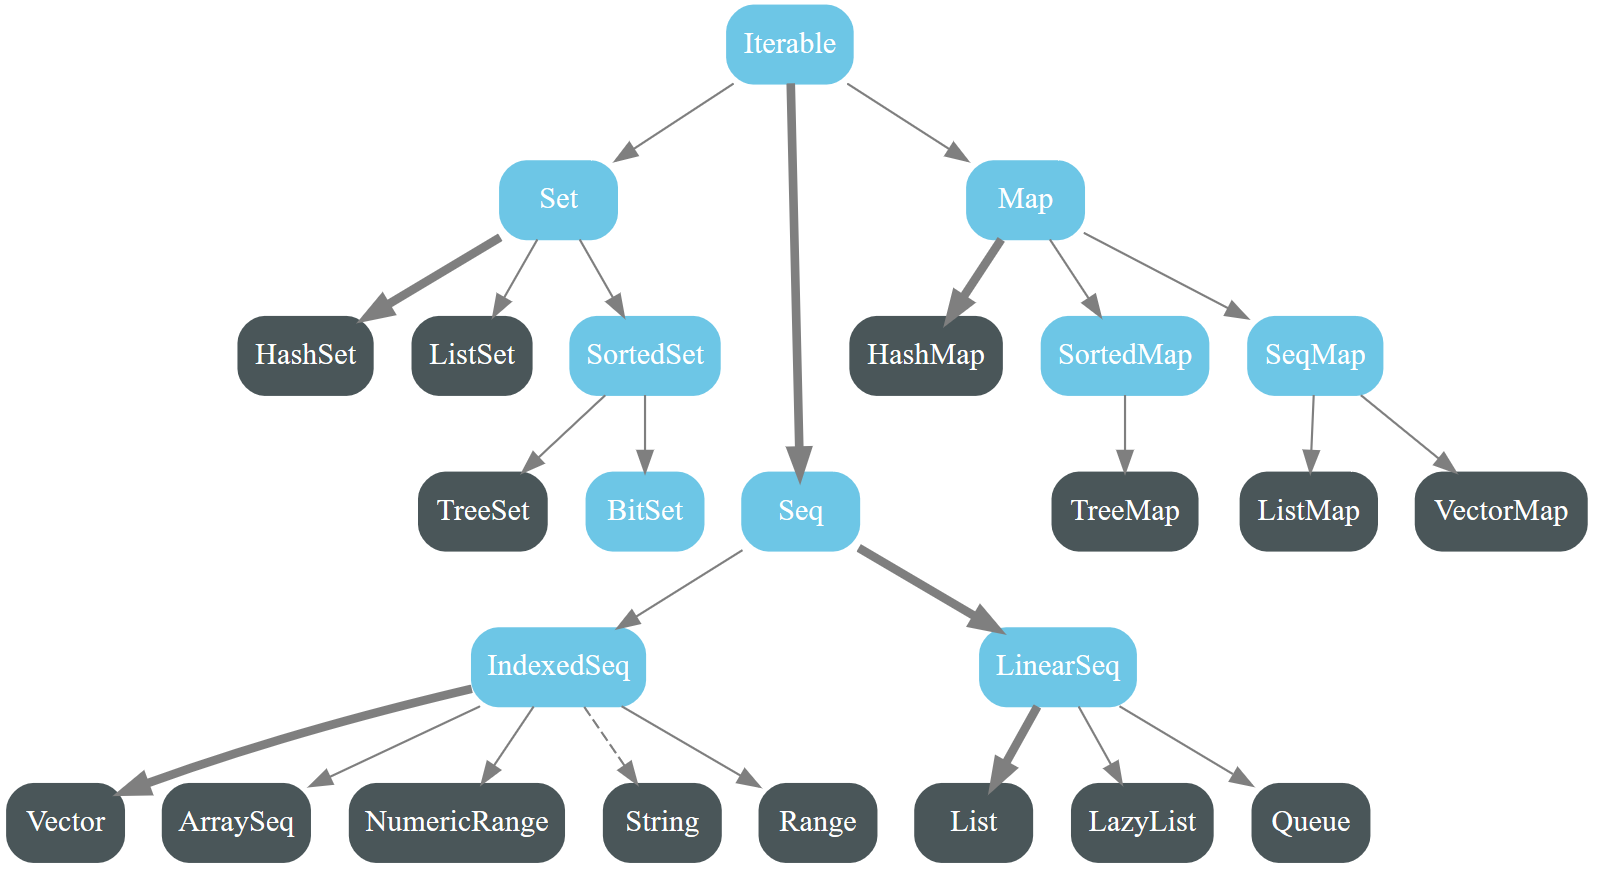 Iterable
Set
Map
HashSet
ListSet
SortedSet
HashMap
SortedMap
SeqMap
TreeSet
BitSet
Seq
TreeMap
ListMap
VectorMap
IndexedSeq
LinearSeq
Vector
ArraySeq
NumericRange
String
Range
List
LazyList
Queue